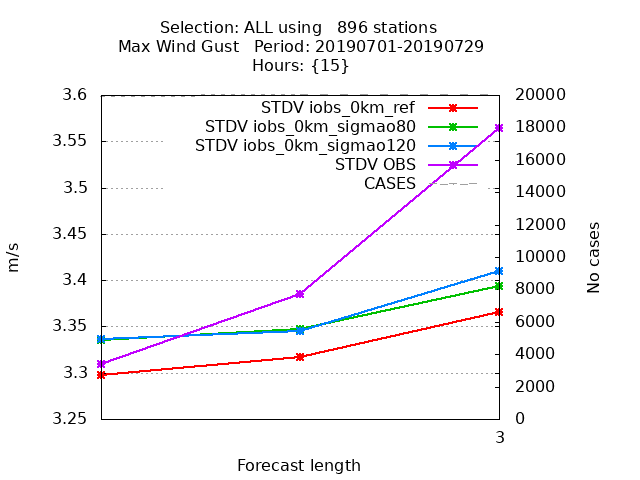 Selection: ALL using   896 stations
Max Wind Gust   Period: 20190701-20190729
Hours: {15}
3.6
3.55
3.5
3.45
3.4
3.35
3.3
3.25
m/s
STDV iobs_0km_ref
STDV iobs_0km_sigmao80
STDV iobs_0km_sigmao120
STDV OBS
CASES
20000
18000
16000
14000
12000
10000
8000
6000
4000
2000
0
No cases
3
Forecast length